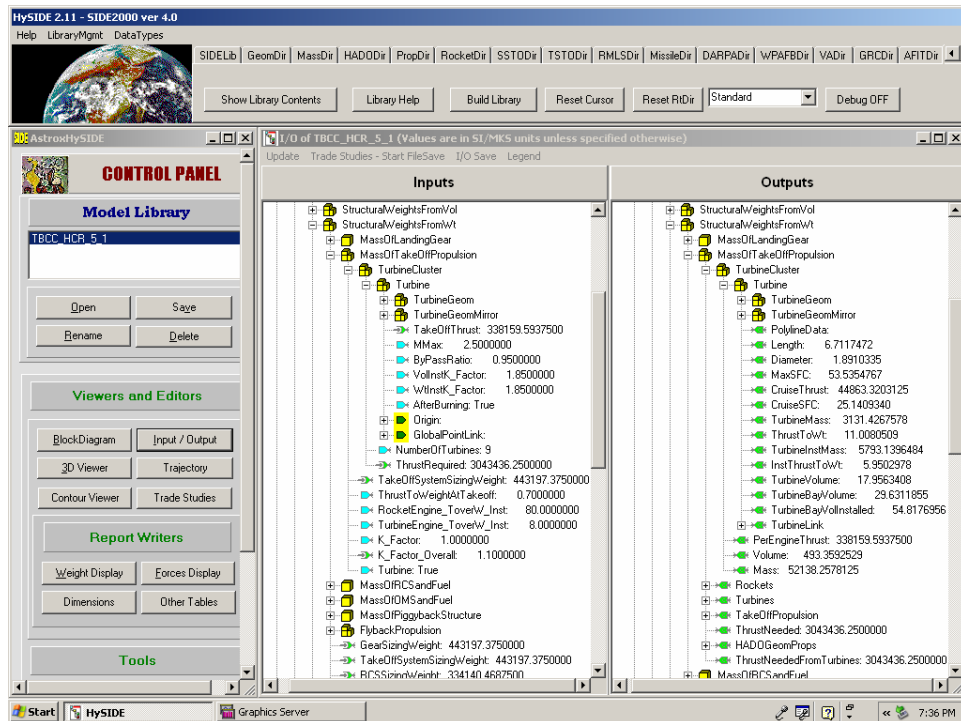 HySIDE 2.11 - SIDE2000 ver 4.0
Help LibraryMgmt DataTypes
SIDELib GeomDir MassDir HADODir PropDir RocketDir SSTODir TSTODir RMLSDir MissileDir DARPADir WPAFBDir VADir GRCDir AFITDir
Show Library Contents Library Help Build Library Reset Cursor Reset RtDir Standard Debug OFF
AstroxHySIDE
CONTROL PANEL
Model Library
TBCC_HCR_5_1
Open Save
Rename Delete
Viewers and Editors
BlockDiagram Input / Output
3D Viewer Trajectory
Contour Viewer Trade Studies
Report Writers
Weight Display Forces Display
Dimensions Other Tables
Tools
I/O of TBCC_HCR_5_1 (Values are in SI/MKS units unless specified otherwise)
Update Trade Studies - Start FileSave I/O Save Legend
Inputs
StructuralWeightsFromVol
StructuralWeightsFromWt
MassOfLandingGear
MassOfTakeOffPropulsion
TurbineCluster
Turbine
TurbineGeom
TurbineGeomMirror
TakeOffThrust: 338159.5937500
MMax: 2.5000000
ByPassRatio: 0.9500000
VolInstK_Factor: 1.8500000
WtInstK_Factor: 1.8500000
AfterBurning: True
Origin:
GlobalPointLink:
NumberOfTurbines: 9
ThrustRequired: 3043436.2500000
TakeOffSystemSizingWeight: 443197.3750000
ThrustToWeightAtTakeoff: 0.7000000
RocketEngine_ToverW_Inst: 80.0000000
TurbineEngine_ToverW_Inst: 8.0000000
K_Factor: 1.0000000
K_Factor_Overall: 1.1000000
Turbine: True
MassOfRCSandFuel
MassOfOMSandFuel
MassOfPiggybackStructure
FlybackPropulsion
GearSizingWeight: 443197.3750000
TakeOffSystemSizingWeight: 443197.3750000
RCSSizingWeight: 334140.4687500
Outputs
StructuralWeightsFromVol
StructuralWeightsFromWt
MassOfLandingGear
MassOfTakeOffPropulsion
TurbineCluster
Turbine
TurbineGeom
TurbineGeomMirror
PolylineData:
Length: 6.7117472
Diameter: 1.8910335
MaxSFC: 53.5354767
CruiseThrust: 44863.3203125
CruiseSFC: 25.1409340
TurbineMass: 3131.4267578
ThrustToWt: 11.0080509
TurbineInstMass: 5793.1396484
InstThrustToWt: 5.9502978
TurbineVolume: 17.9563408
TurbineBayVolume: 29.6311855
TurbineBayVolInstalled: 54.8176956
TurbineLink
PerEngineThrust: 338159.5937500
Volume: 493.3592529
Mass: 52138.2578125
Rockets
Turbines
TakeOffPropulsion
ThrustNeeded: 3043436.2500000
HADOGeomProps
ThrustNeededFromTurbines: 3043436.2500000
MassOfRCSandFuel
Start HySIDE Graphics Server 7:36 PM